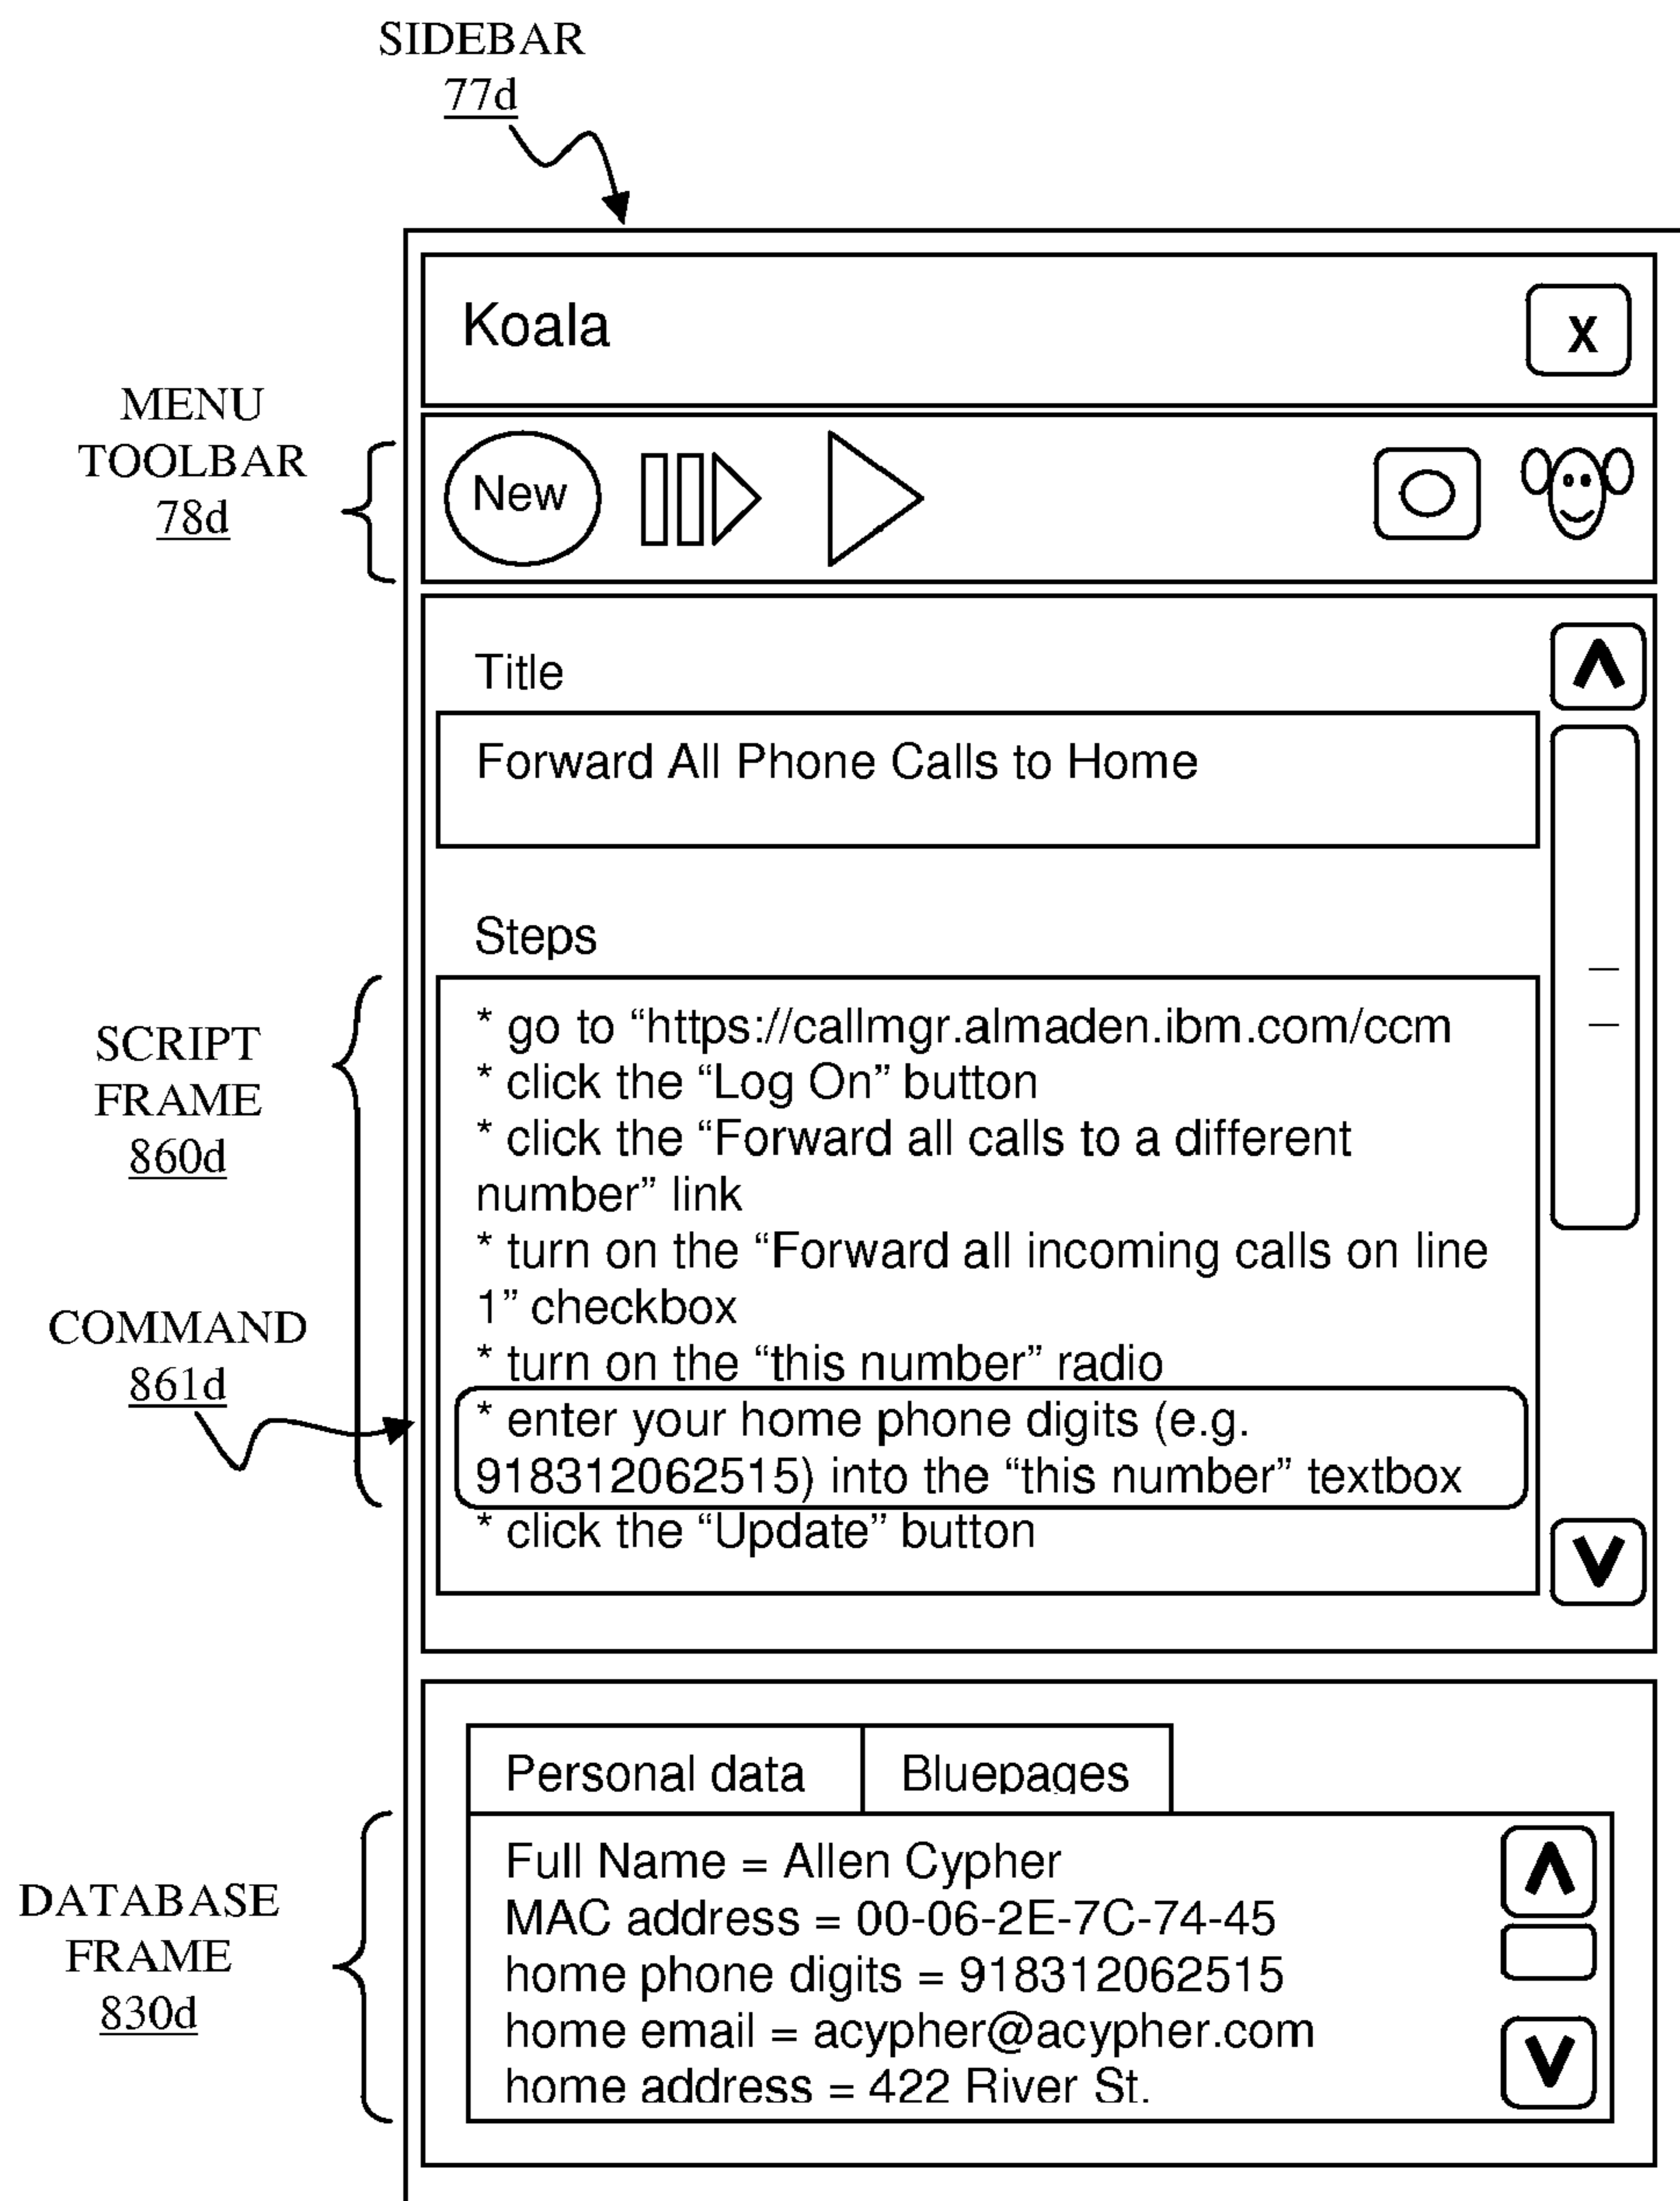 SIDEBAR
77d
Koala
X
MENU
TOOLBAR
78d
New
Title
Forward All Phone Calls to Home
Steps
SCRIPT
FRAME
860d
* go to “https://callmgr.almaden.ibm.com/ccm
* click the “Log On” button
* click the “Forward all calls to a different
number” link
* turn on the “Forward all incoming calls on line
1” checkbox
* turn on the “this number” radio
COMMAND
861d
* enter your home phone digits (e.g.
918312062515) into the “this number” textbox
* click the “Update” button
Personal data
Bluepages
DATABASE
FRAME
830d
Full Name = Allen Cypher
MAC address = 00-06-2E-7C-74-45
home phone digits = 918312062515
home email = acypher@acypher.com
home address = 422 River St.